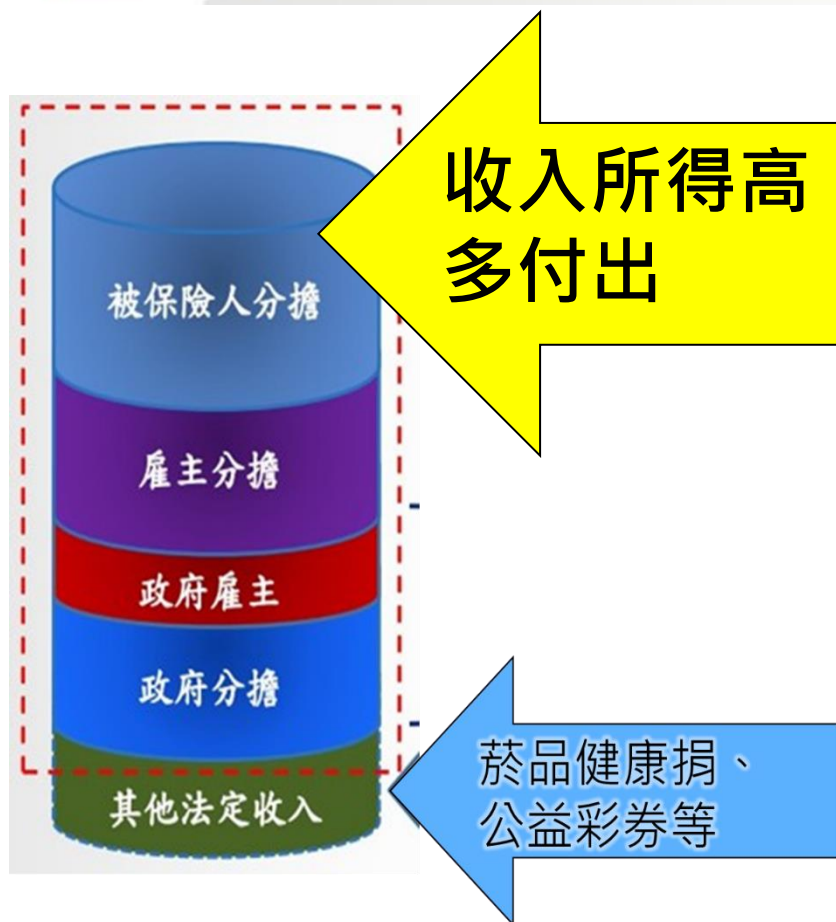 收入所得高
多付出
被保險人分擔
雇主分擔
政府雇主
政府分擔
其他法定收入
菸品健康捐、
公益彩券等